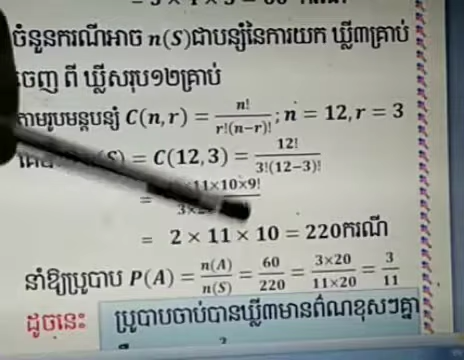 = 60
ចំនួនករណីអាច n(S)ជាបន្សំនៃការយក ឃ្លី៣គ្រាប់
ចេញ ពី ឃ្លីសរុប១២គ្រាប់
តាមរូបមន្តបន្សំ C(n, r) = n!/r!(n−r)! ; n = 12, r = 3
(S) = C(12, 3) = 12!/3!(12−3)!
= 11×10×9!
= 2 × 11 × 10 = 220ករណី
នាំឱ្យប្រូបាប P(A) = n(A)/n(S) = 60/220 = 3×20/11×20 = 3/11
ដូចនេះ ប្រូបាបចាប់បានឃ្លី៣មានព៌ណខុសៗគ្នា